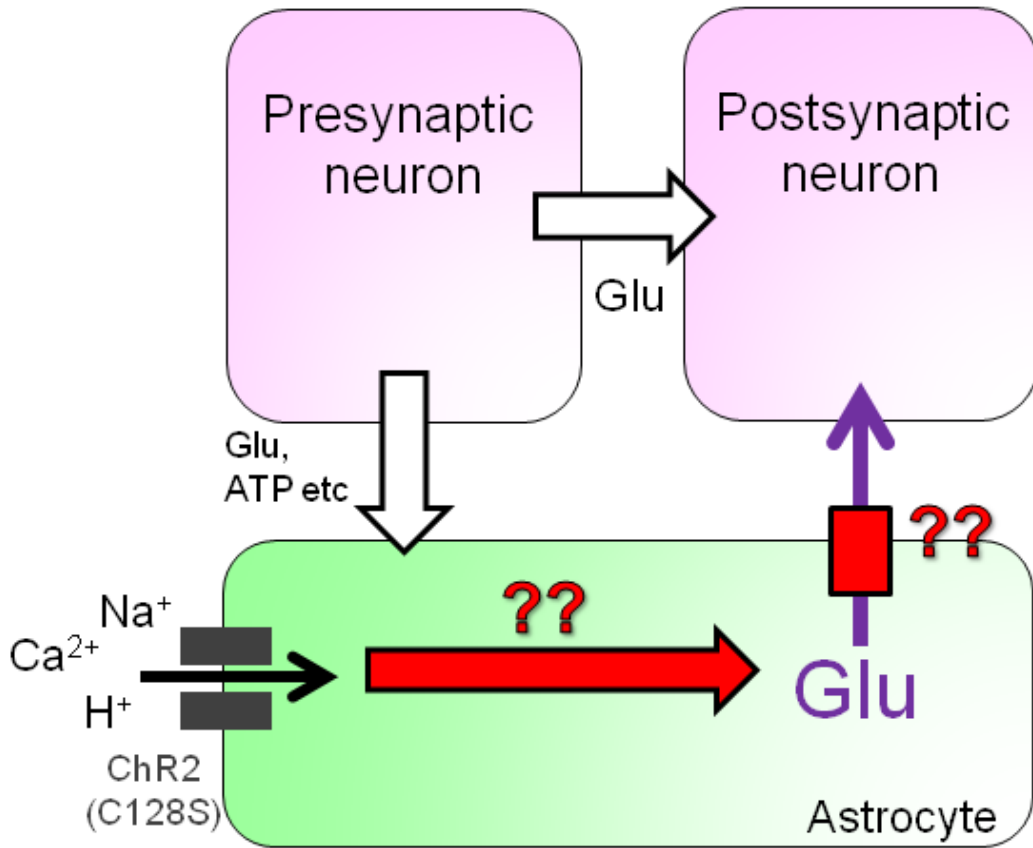 Presynaptic
neuron
Postsynaptic
neuron
Glu
Glu,
ATP etc
??
??
Na⁺
Ca²⁺
H⁺
Glu
ChR2
(C128S)
Astrocyte